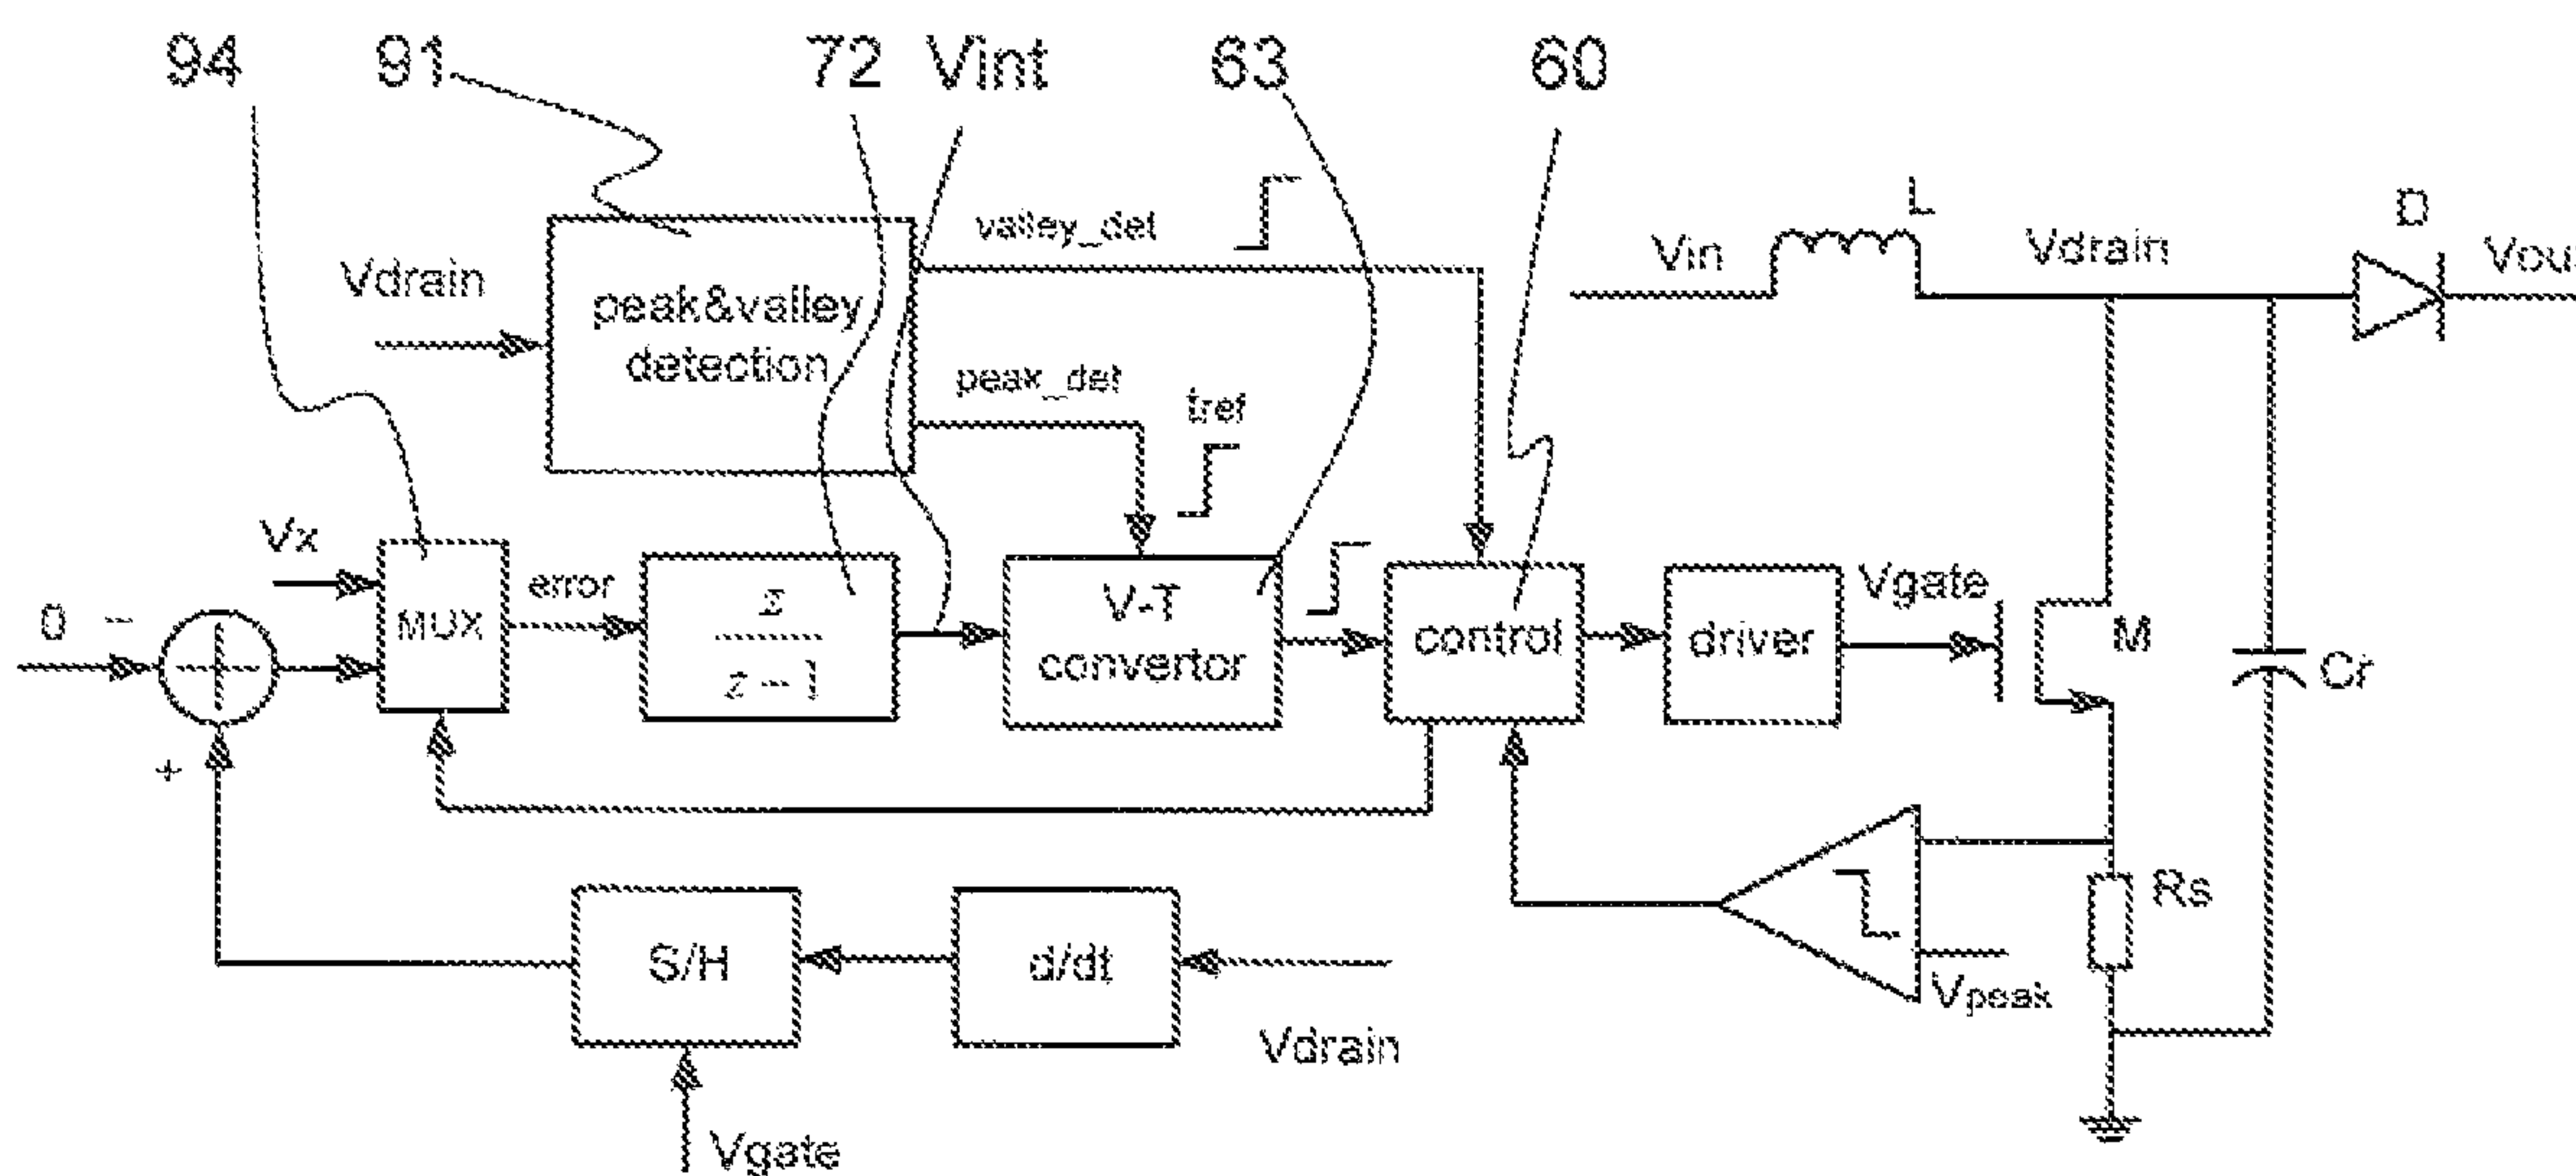 94
91
72
Vint
63
60
valley_det
L
D
Vin
Vdrain
Vout
Vdrain
peak&valley
detection
peak_det
tref
Vx
0
-
+
MUX
error
z
z-1
V-T
convertor
control
driver
Vgate
M
Cr
S/H
d/dt
Vdrain
Vgate
Vpeak
Rs